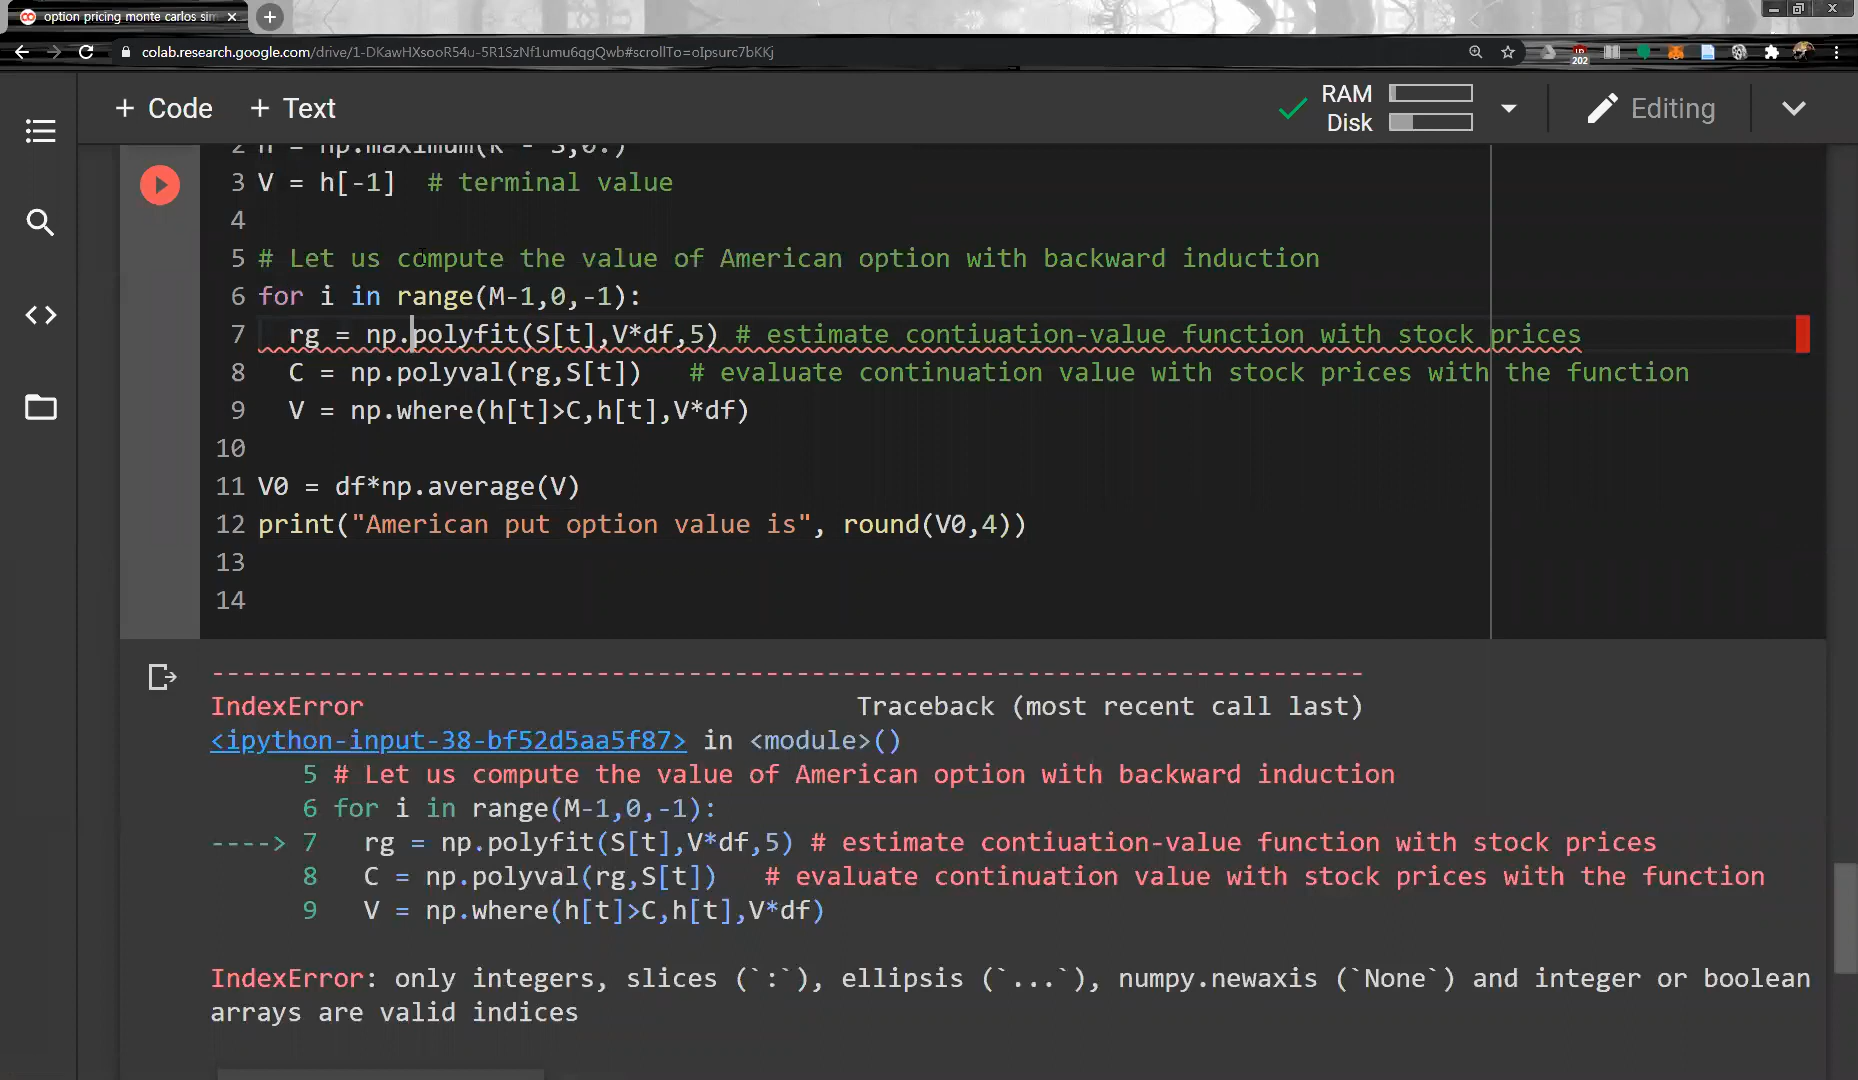 option pricing monte carlos sim
colab.research.google.com/drive/1-DKawHXsooR54u-5R1SzNf1umu6qgQwb#scrollTo=oIpsurc7bKKj
202
+ Code + Text
RAM
Disk
Editing
2 h = np.maximum(K - S,0.)
3 V = h[-1]  # terminal value
4
5 # Let us compute the value of American option with backward induction
6 for i in range(M-1,0,-1):
7   rg = np.polyfit(S[t],V*df,5) # estimate contiuation-value function with stock prices
8   C = np.polyval(rg,S[t])   # evaluate continuation value with stock prices with the function
9   V = np.where(h[t]>C,h[t],V*df)
10
11 V0 = df*np.average(V)
12 print("American put option value is", round(V0,4))
13
14
---------------------------------------------------------------------------
IndexError                                Traceback (most recent call last)
<ipython-input-38-bf52d5aa5f87> in <module>()
      5 # Let us compute the value of American option with backward induction
      6 for i in range(M-1,0,-1):
----> 7   rg = np.polyfit(S[t],V*df,5) # estimate contiuation-value function with stock prices
      8   C = np.polyval(rg,S[t])   # evaluate continuation value with stock prices with the function
      9   V = np.where(h[t]>C,h[t],V*df)
IndexError: only integers, slices (`:`), ellipsis (`...`), numpy.newaxis (`None`) and integer or boolean
arrays are valid indices